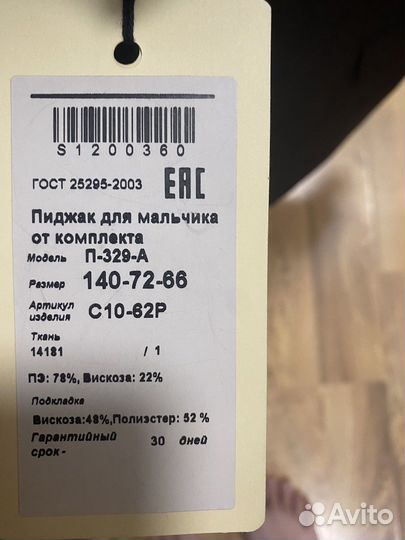 S1200360
ГОСТ 25295-2003 ЕАС
Пиджак для мальчика
от комплекта
Модель П-329-А
Размер 140-72-66
Артикул
изделия С10-62Р
Ткань
14181 / 1
ПЭ: 78%, Вискоза: 22%
Подкладка
Вискоза:48%,Полиэстер: 52 %
Гарантийный
срок - 30 дней
Avito